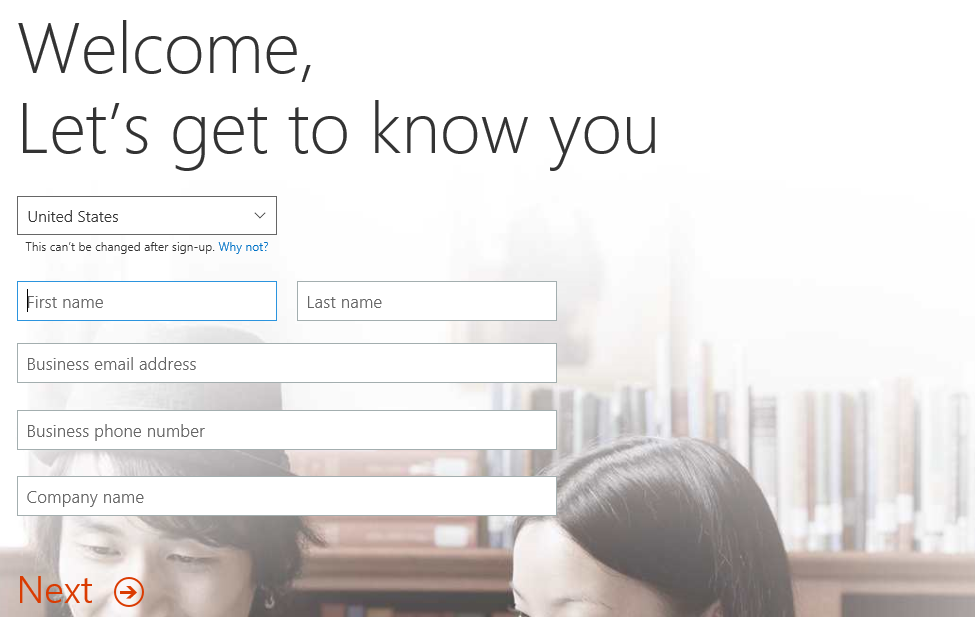 Welcome,
Let's get to know you
United States
This can't be changed after sign-up. Why not?
First name
Last name
Business email address
Business phone number
Company name
Next